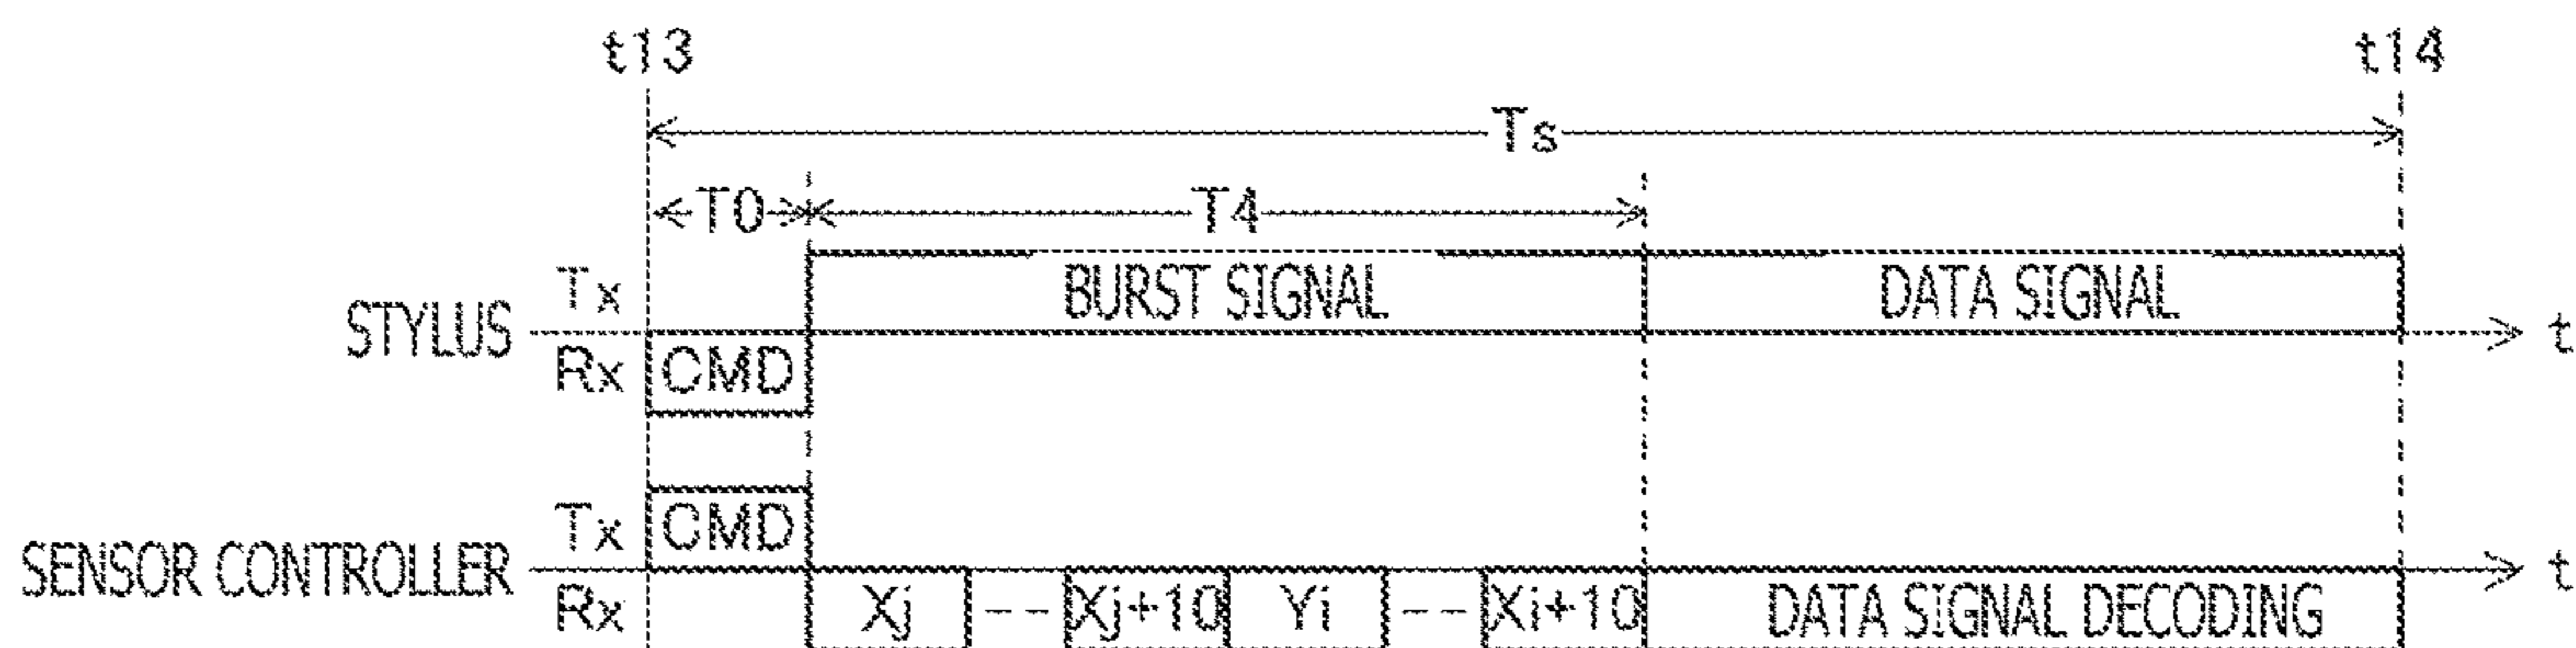 t13 t14
Ts
T0 T4
Tx BURST SIGNAL DATA SIGNAL
STYLUS t
Rx CMD
Tx CMD
SENSOR CONTROLLER t
Rx Xj -- Xj+10 Yi -- Xi+10 DATA SIGNAL DECODING